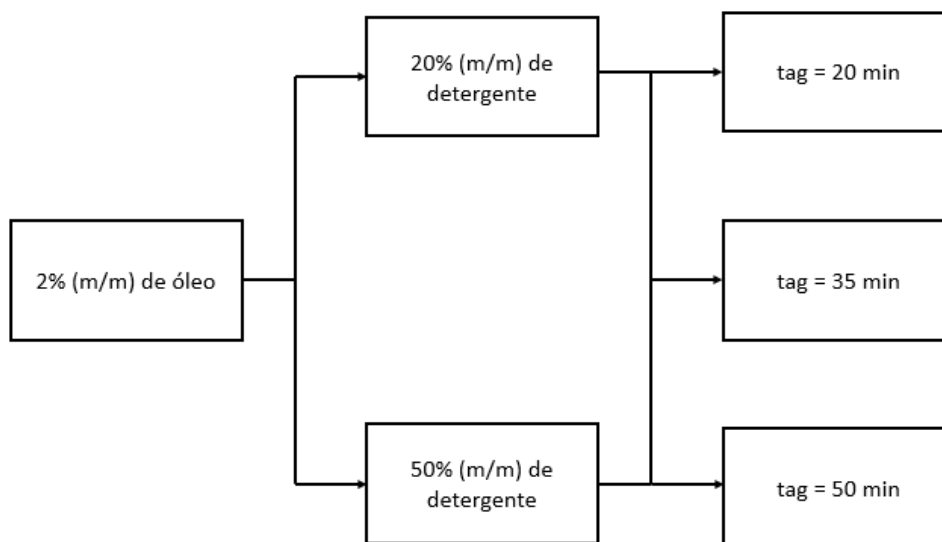 20% (m/m) de
detergente
tag = 20 min
2% (m/m) de óleo
tag = 35 min
50% (m/m) de
detergente
tag = 50 min